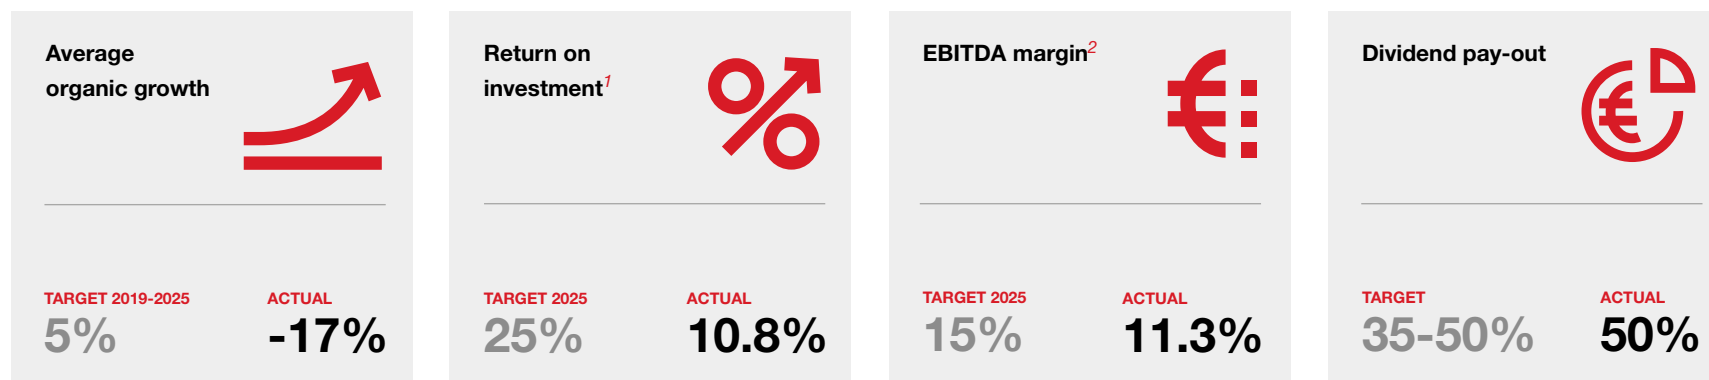 Average
organic growth
TARGET 2019-2025
ACTUAL
5%
-17%
Return on
investment1
TARGET 2025
ACTUAL
25%
10.8%
EBITDA margin2
TARGET 2025
ACTUAL
15%
11.3%
Dividend pay-out
TARGET
ACTUAL
35-50%
50%